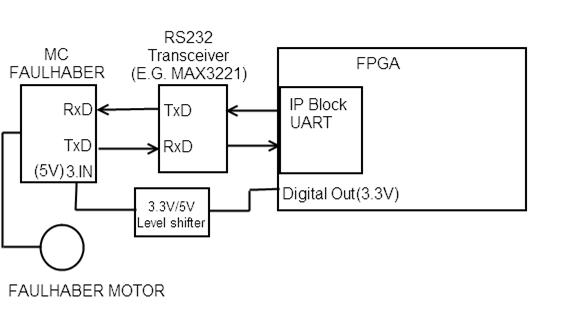 RS232
Transceiver
(E.G. MAX3221)
MC
FAULHABER
FPGA
RxD
TxD
IP Block
UART
TxD
RxD
(5V) 3.IN
3.3V/5V
Level shifter
Digital Out(3.3V)
FAULHABER MOTOR